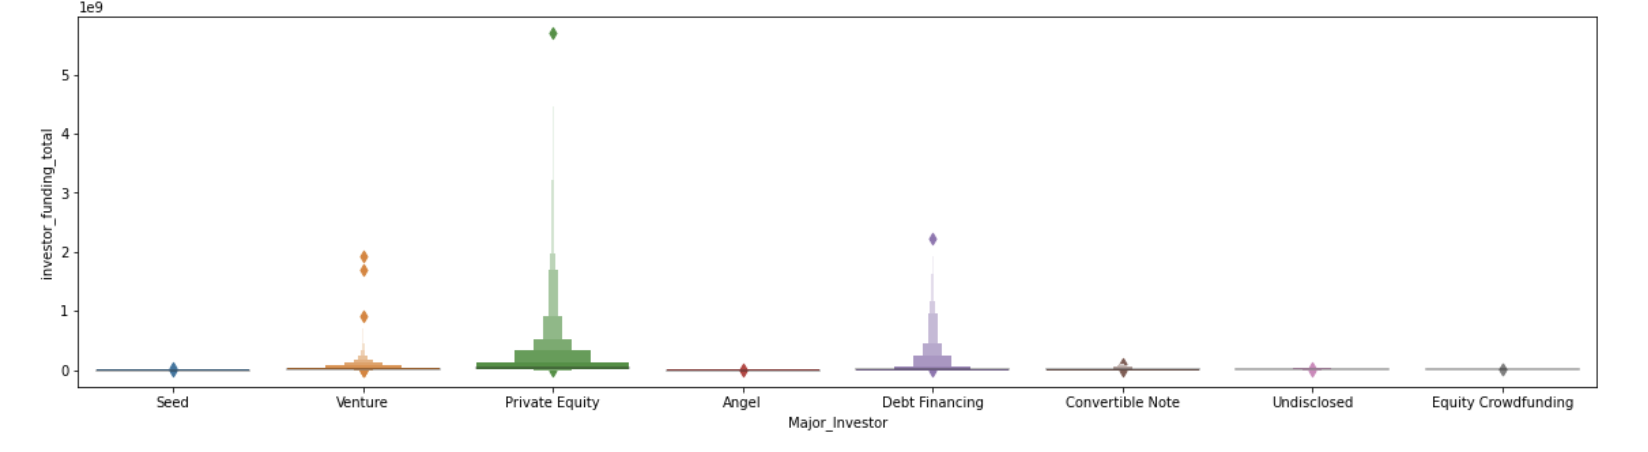 1e9
5
4
3
2
1
0
investor_funding_total
Seed Venture Private Equity Angel Debt Financing Convertible Note Undisclosed Equity Crowdfunding
Major_Investor